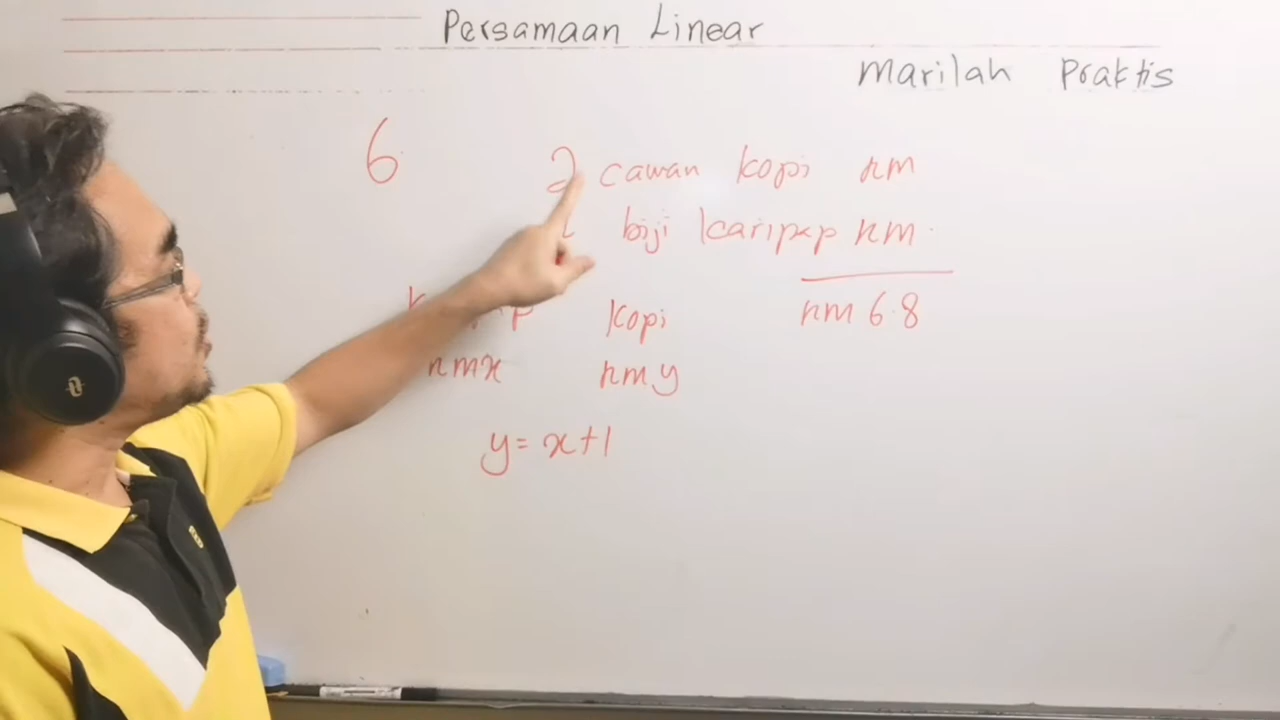 Persamaan Linear
Marilah Praktis
6 2 cawan kopi RM
biji karipap RM
RM 6.8
kopi
RM x RM y
y = x + 1